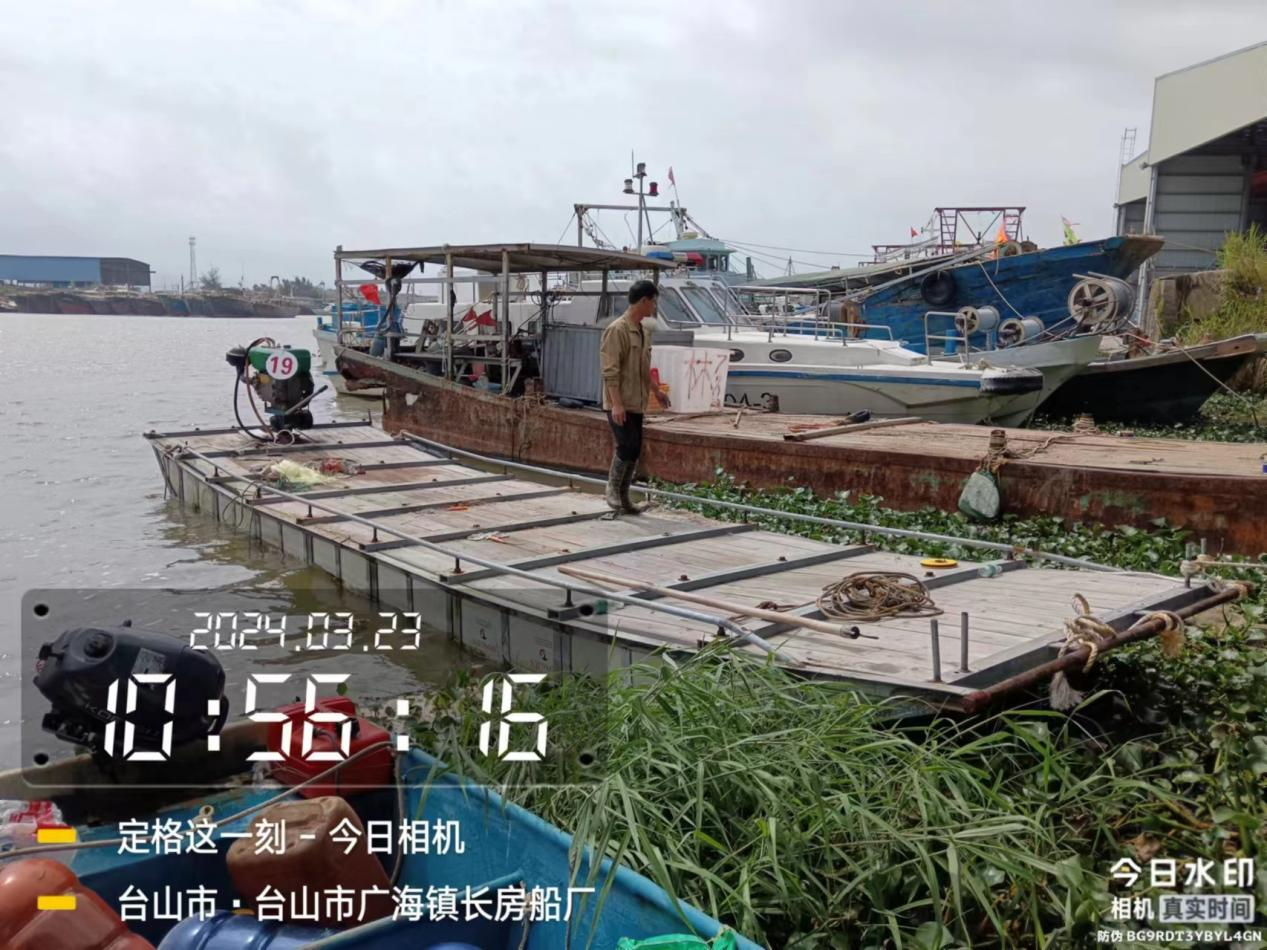 19
林
2024.03.23
10:56:16
定格这一刻 - 今日相机
台山市·台山市广海镇长房船厂
今日水印
相机 真实时间
防伪 BG9RDT3YBYL4GN